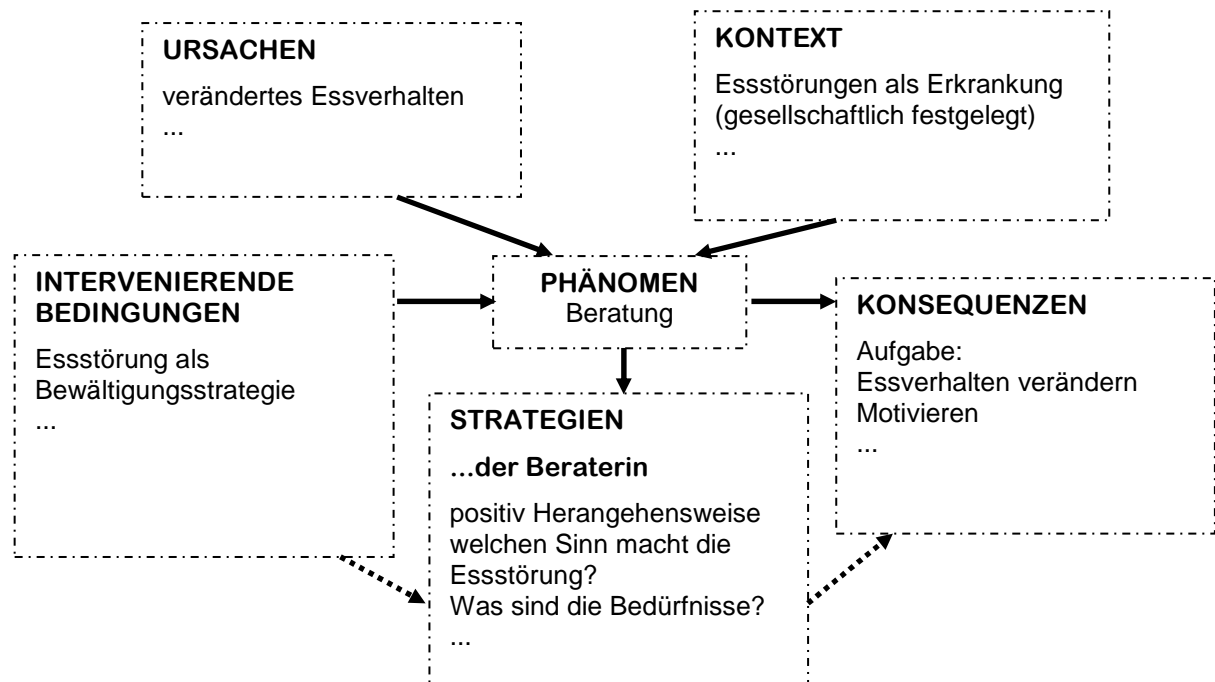 URSACHEN
verändertes Essverhalten
...
KONTEXT
Essstörungen als Erkrankung
(gesellschaftlich festgelegt)
...
INTERVENIERENDE
BEDINGUNGEN
Essstörung als
Bewältigungsstrategie
...
PHÄNOMEN
Beratung
KONSEQUENZEN
Aufgabe:
Essverhalten verändern
Motivieren
...
STRATEGIEN
...der Beraterin
positiv Herangehensweise
welchen Sinn macht die
Essstörung?
Was sind die Bedürfnisse?
...